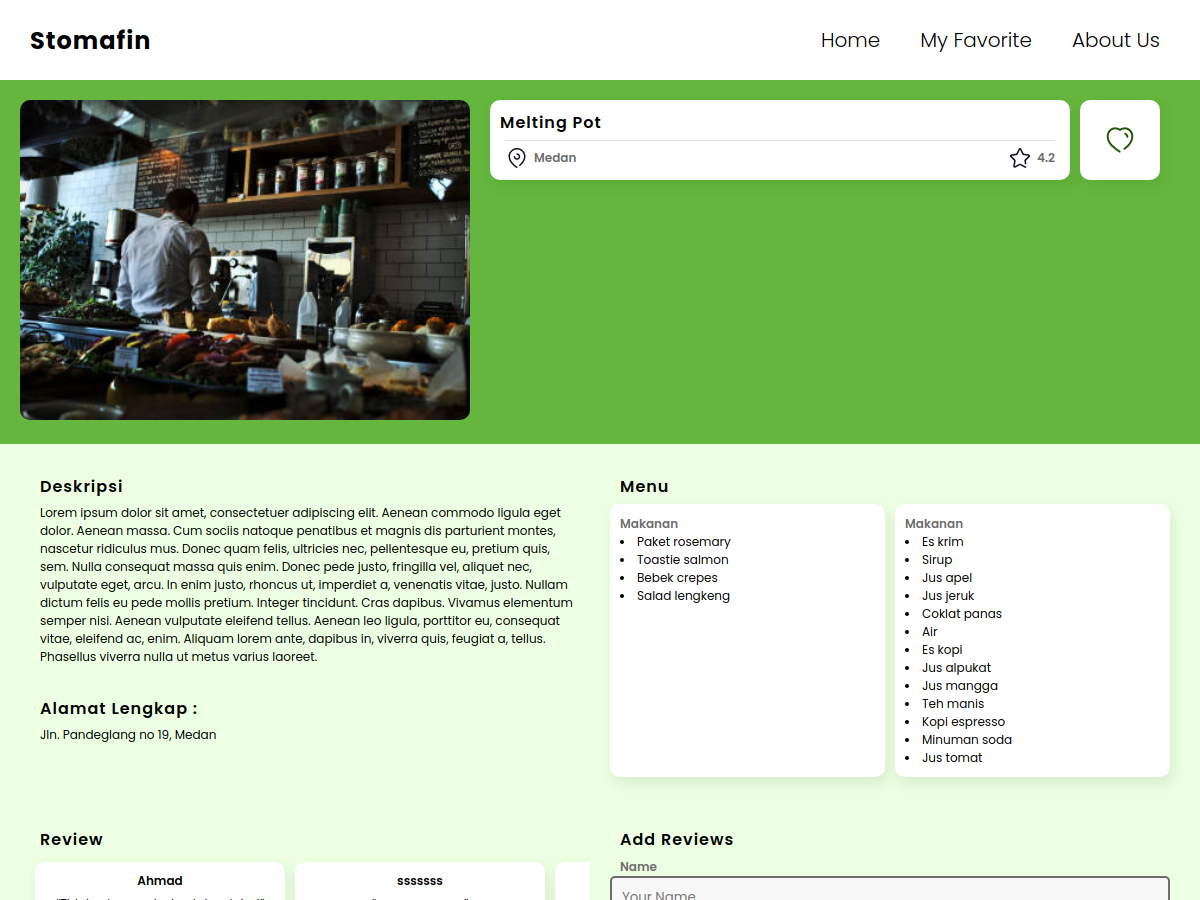 Stomafin
Home
My Favorite
About Us
Melting Pot
Medan
4.2
Deskripsi
Lorem ipsum dolor sit amet, consectetuer adipiscing elit. Aenean commodo ligula eget
dolor. Aenean massa. Cum sociis natoque penatibus et magnis dis parturient montes,
nascetur ridiculus mus. Donec quam felis, ultricies nec, pellentesque eu, pretium quis,
sem. Nulla consequat massa quis enim. Donec pede justo, fringilla vel, aliquet nec,
vulputate eget, arcu. In enim justo, rhoncus ut, imperdiet a, venenatis vitae, justo. Nullam
dictum felis eu pede mollis pretium. Integer tincidunt. Cras dapibus. Vivamus elementum
semper nisi. Aenean vulputate eleifend tellus. Aenean leo ligula, porttitor eu, consequat
vitae, eleifend ac, enim. Aliquam lorem ante, dapibus in, viverra quis, feugiat a, tellus.
Phasellus viverra nulla ut metus varius laoreet.
Alamat Lengkap :
Jln. Pandeglang no 19, Medan
Menu
Makanan
Paket rosemary
Toastie salmon
Bebek crepes
Salad lengkeng
Makanan
Es krim
Sirup
Jus apel
Jus jeruk
Coklat panas
Air
Es kopi
Jus alpukat
Jus mangga
Teh manis
Kopi espresso
Minuman soda
Jus tomat
Review
Ahmad
sssssss
Add Reviews
Name
Your Name